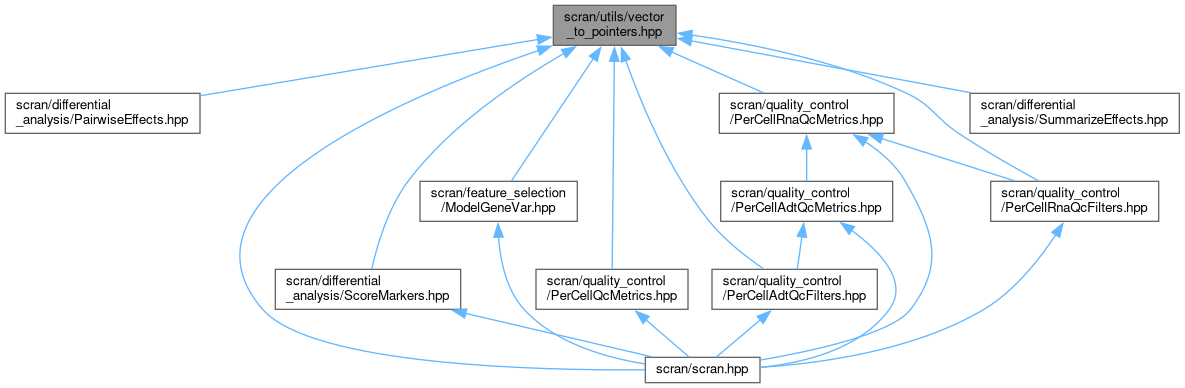 scran/utils/vector
_to_pointers.hpp
scran/differential
_analysis/PairwiseEffects.hpp
scran/quality_control
/PerCellRnaQcMetrics.hpp
scran/differential
_analysis/SummarizeEffects.hpp
scran/feature_selection
/ModelGeneVar.hpp
scran/quality_control
/PerCellAdtQcMetrics.hpp
scran/quality_control
/PerCellRnaQcFilters.hpp
scran/differential
_analysis/ScoreMarkers.hpp
scran/quality_control
/PerCellQcMetrics.hpp
scran/quality_control
/PerCellAdtQcFilters.hpp
scran/scran.hpp